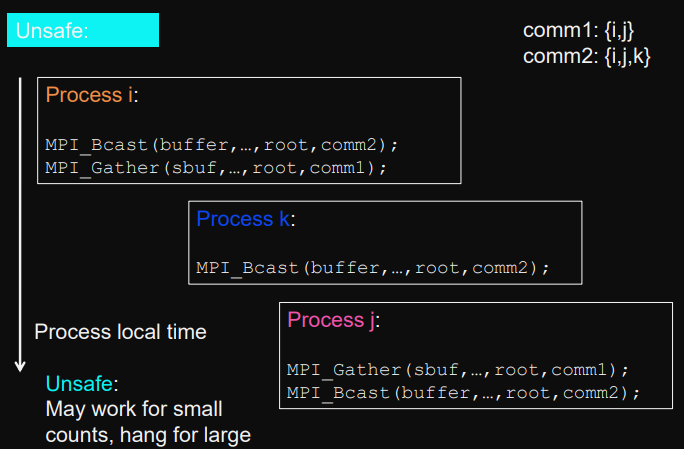 Unsafe:
comm1: {i,j}
comm2: {i,j,k}
Process i:
MPI_Bcast(buffer,…,root,comm2);
MPI_Gather(sbuf,…,root,comm1);
Process k:
MPI_Bcast(buffer,…,root,comm2);
Process j:
MPI_Gather(sbuf,…,root,comm1);
MPI_Bcast(buffer,…,root,comm2);
Process local time
Unsafe:
May work for small
counts, hang for large